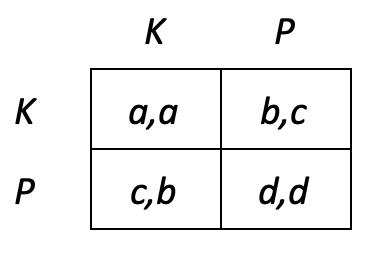 K P
K a,a b,c
P c,b d,d